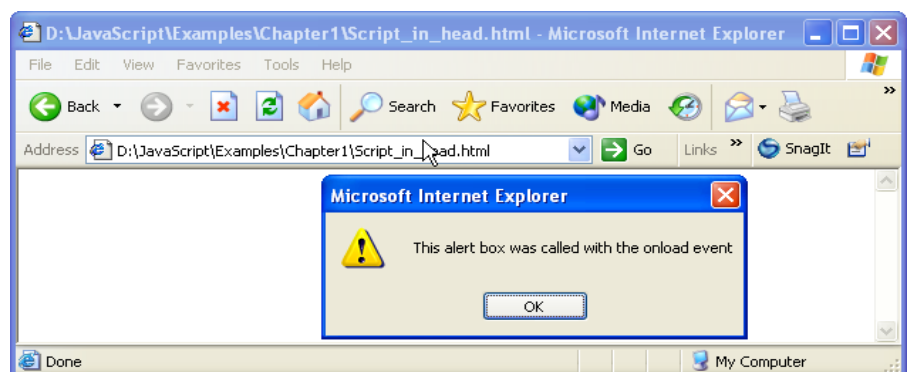 D:\JavaScript\Examples\Chapter1\Script_in_head.html - Microsoft Internet Explorer
File Edit View Favorites Tools Help
Back Search Favorites Media »
Address D:\JavaScript\Examples\Chapter1\Script_in_head.html Go Links » SnagIt
Microsoft Internet Explorer
This alert box was called with the onload event
OK
Done My Computer